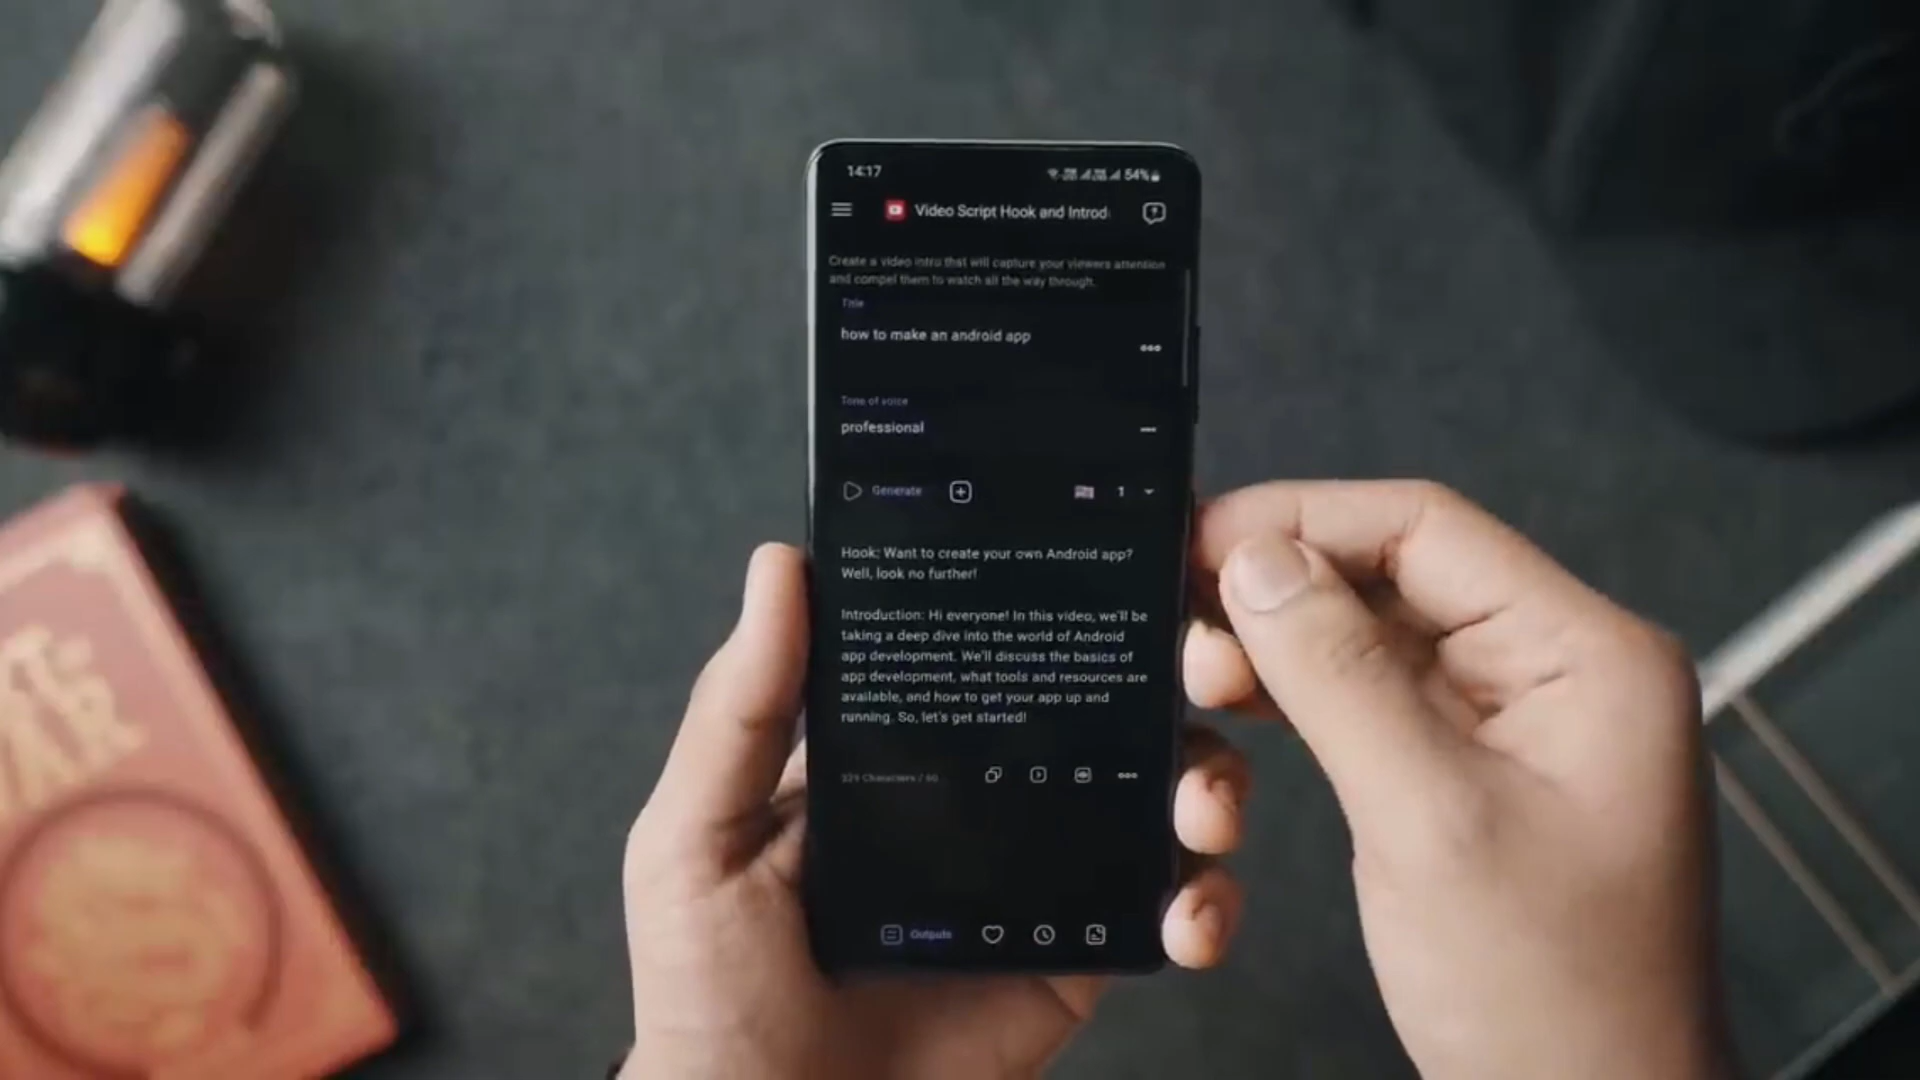 14:17
54%
Video Script Hook and Introd
Create a video intro that will capture your viewers attention
and compel them to watch all the way through.
Title
how to make an android app
Tone of voice
professional
Generate
1
Hook: Want to create your own Android app?
Well, look no further!
Introduction: Hi everyone! In this video, we'll be
taking a deep dive into the world of Android
app development. We'll discuss the basics of
app development, what tools and resources are
available, and how to get your app up and
running. So, let's get started!
Characters /
Outputs